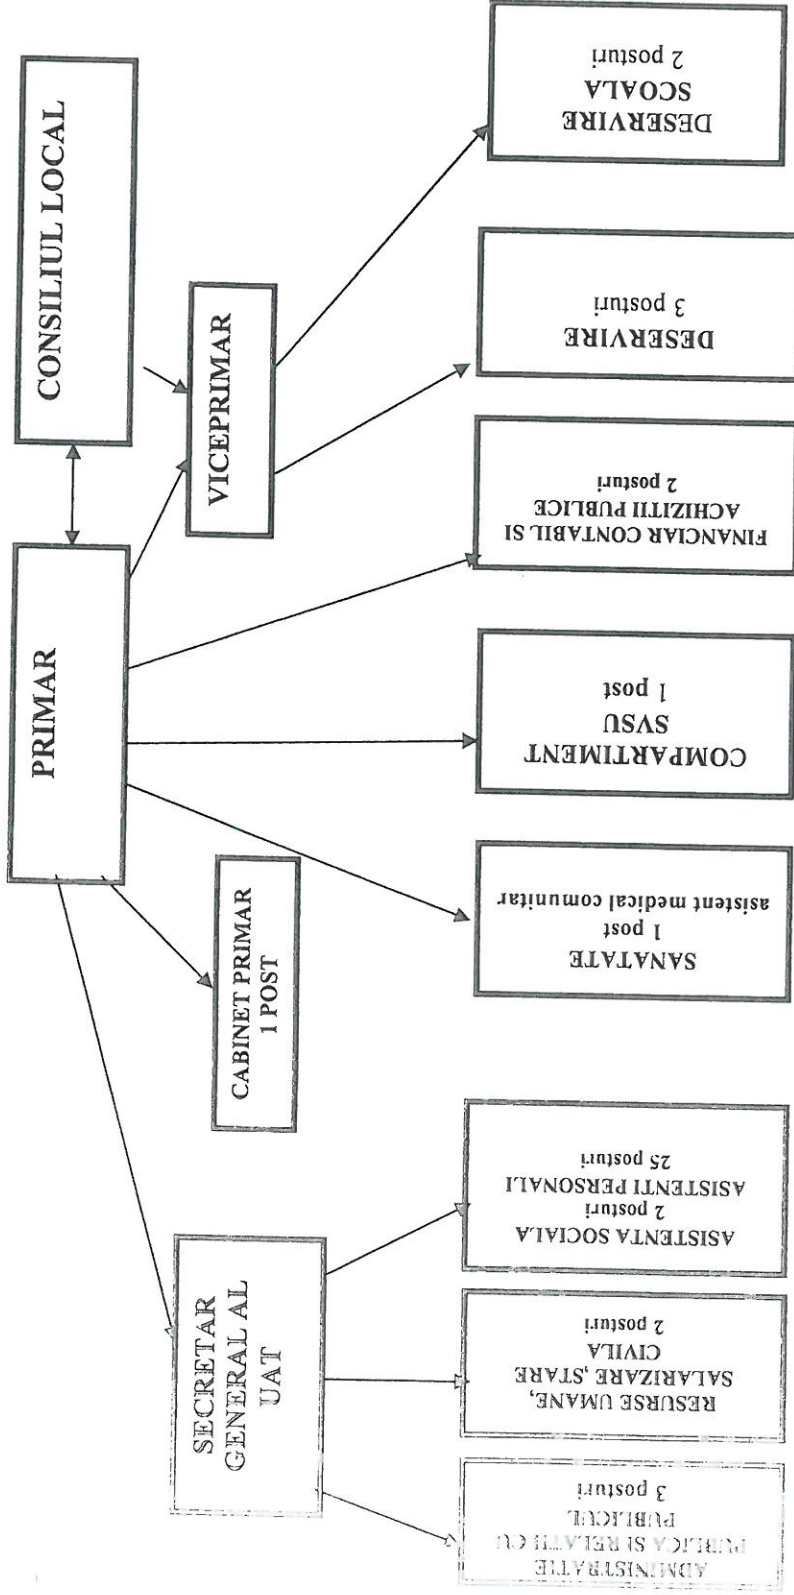 CONSILIUL LOCAL
PRIMAR
VICEPRIMAR
CABINET PRIMAR
1 POST
SECRETAR
GENERAL AL
UAT
ADMINISTRATIE
PUBLICA SI RELATII CU
PUBLICUL
3 posturi
RESURSE UMANE,
SALARIZARE, STARE
CIVILA
2 posturi
ASISTENTA SOCIALA
2 posturi
ASISTENTI PERSONALI
25 posturi
SANATATE
1 post
asistent medical comunitar
COMPARTIMENT
SVSU
1 post
FINANCIAR CONTABIL SI
ACHIZITII PUBLICE
2 posturi
DESERVIRE
3 posturi
DESERVIRE
SCOALA
2 posturi